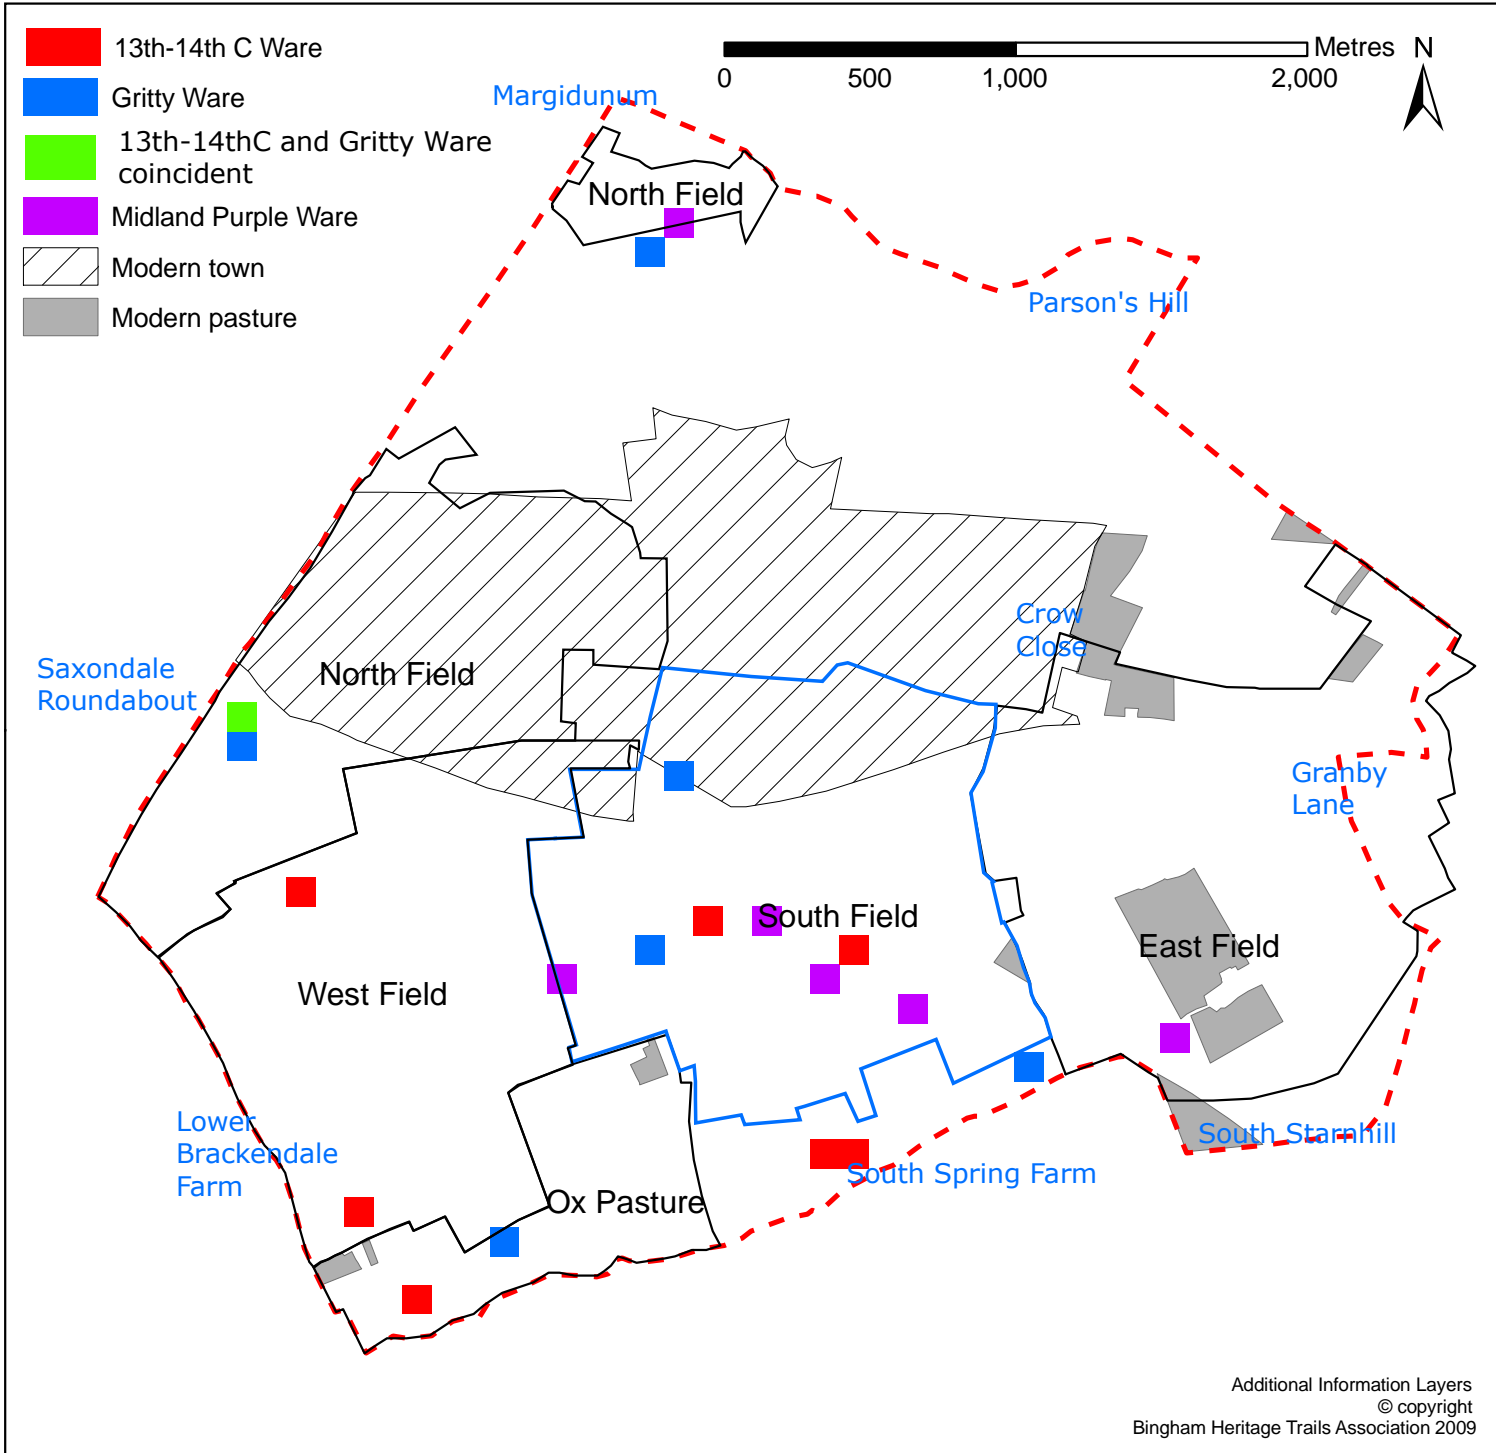 13th-14th C Ware
Gritty Ware
13th-14thC and Gritty Ware
coincident
Midland Purple Ware
Modern town
Modern pasture
Metres
N
0 500 1,000 2,000
Margidunum
North Field
Parson's Hill
Crow
Close
Saxondale
Roundabout
North Field
Granby
Lane
South Field
East Field
West Field
Lower
Brackendale
Farm
South Starnhill
South Spring Farm
Ox Pasture
Additional Information Layers
© copyright
Bingham Heritage Trails Association 2009